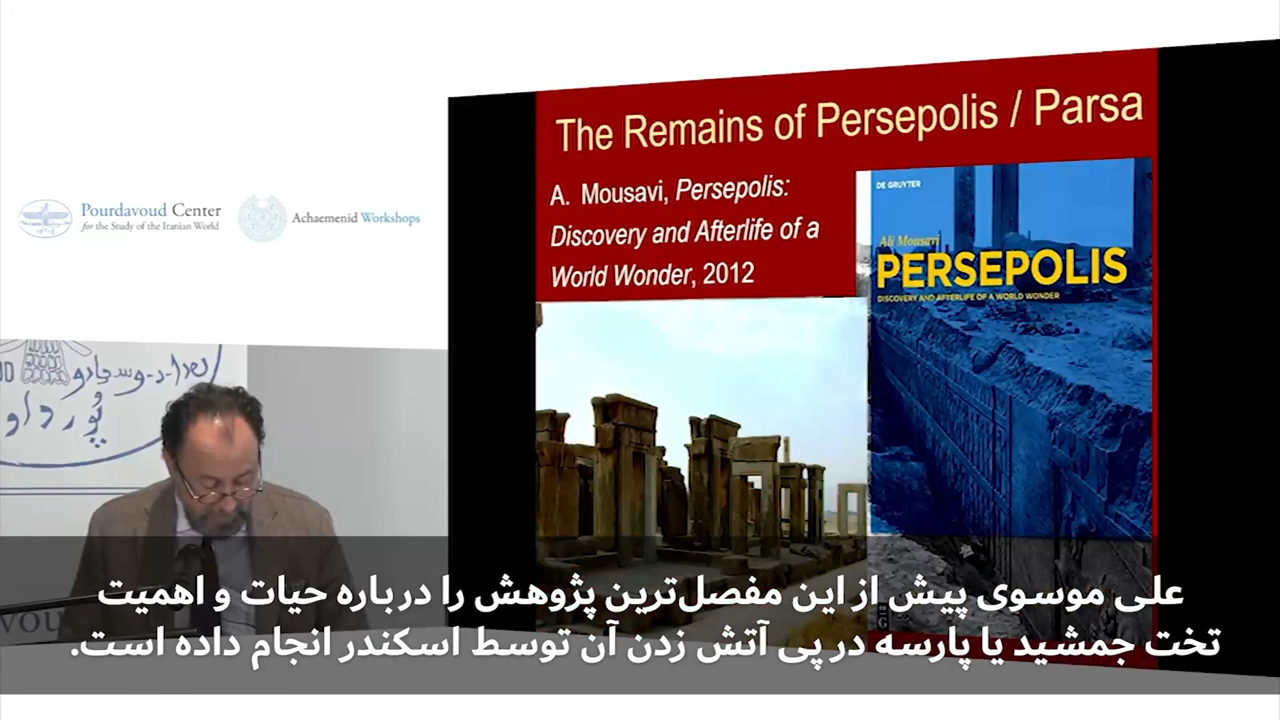 Pourdavoud Center
for the Study of the Iranian World
Achaemenid Workshops
The Remains of Persepolis / Parsa
A. Mousavi, Persepolis:
Discovery and Afterlife of a
World Wonder, 2012
DE GRUYTER
Ali Mousavi
PERSEPOLIS
DISCOVERY AND AFTERLIFE OF A WORLD WONDER
علی موسوی پیش از این مفصل‌ترین پژوهش را درباره حیات و اهمیت
تخت جمشید یا پارسه در پی آتش زدن آن توسط اسکندر انجام داده است.